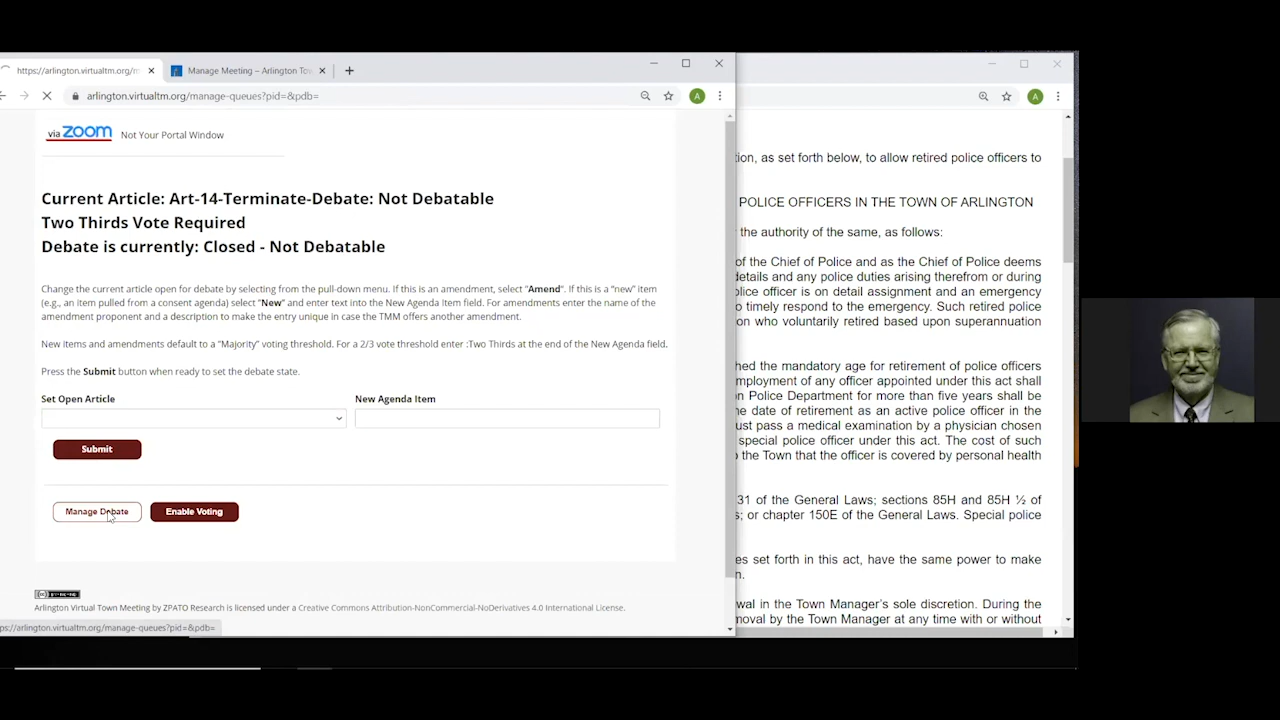 https://arlington.virtualtm.org/m
Manage Meeting – Arlington Tow
arlington.virtualtm.org/manage-queues?pid=&pdb=
A
A
via zoom Not Your Portal Window
Current Article: Art-14-Terminate-Debate: Not Debatable
Two Thirds Vote Required
Debate is currently: Closed - Not Debatable
Change the current article open for debate by selecting from the pull-down menu. If this is an amendment, select "Amend". If this is a "new" item
(e.g., an item pulled from a consent agenda) select "New" and enter text into the New Agenda Item field. For amendments enter the name of the
amendment proponent and a description to make the entry unique in case the TMM offers another amendment.
New items and amendments default to a "Majority" voting threshold. For a 2/3 vote threshold enter :Two Thirds at the end of the New Agenda field.
Press the Submit button when ready to set the debate state.
Set Open Article
New Agenda Item
Submit
Manage Debate
Enable Voting
Arlington Virtual Town Meeting by ZPATO Research is licensed under a Creative Commons Attribution-NonCommercial-NoDerivatives 4.0 International License.
ps://arlington.virtualtm.org/manage-queues?pid=&pdb=
tion, as set forth below, to allow retired police officers to
POLICE OFFICERS IN THE TOWN OF ARLINGTON
the authority of the same, as follows:
of the Chief of Police and as the Chief of Police deems
details and any police duties arising therefrom or during
olice officer is on detail assignment and an emergency
o timely respond to the emergency. Such retired police
on who voluntarily retired based upon superannuation
hed the mandatory age for retirement of police officers
mployment of any officer appointed under this act shall
n Police Department for more than five years shall be
he date of retirement as an active police officer in the
ust pass a medical examination by a physician chosen
special police officer under this act. The cost of such
o the Town that the officer is covered by personal health
31 of the General Laws; sections 85H and 85H ½ of
s; or chapter 150E of the General Laws. Special police
es set forth in this act, have the same power to make
n.
wal in the Town Manager's sole discretion. During the
moval by the Town Manager at any time with or without